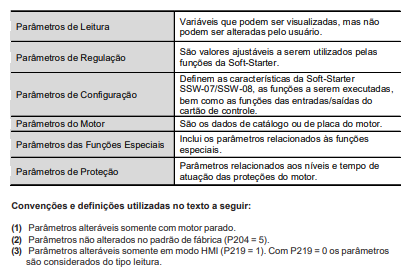 Parâmetros de Leitura
Variáveis que podem ser visualizadas, mas não
podem ser alteradas pelo usuário.
Parâmetros de Regulação
São valores ajustáveis a serem utilizados pelas
funções da Soft-Starter.
Parâmetros de Configuração
Definem as características da Soft-Starter
SSW-07/SSW-08, as funções a serem executadas,
bem como as funções das entradas/saídas do
cartão de controle.
Parâmetros do Motor
São os dados de catálogo ou de placa do motor.
Parâmetros das Funções Especiais
Inclui os parâmetros relacionados às funções
especiais.
Parâmetros de Proteção
Parâmetros relacionados aos níveis e tempo de
atuação das proteções do motor.
Convenções e definições utilizadas no texto a seguir:
(1) Parâmetros alteráveis somente com motor parado.
(2) Parâmetros não alterados no padrão de fábrica (P204 = 5).
(3) Parâmetros alteráveis somente em modo HMI (P219 = 1). Com P219 = 0 os parâmetros
são considerados do tipo leitura.